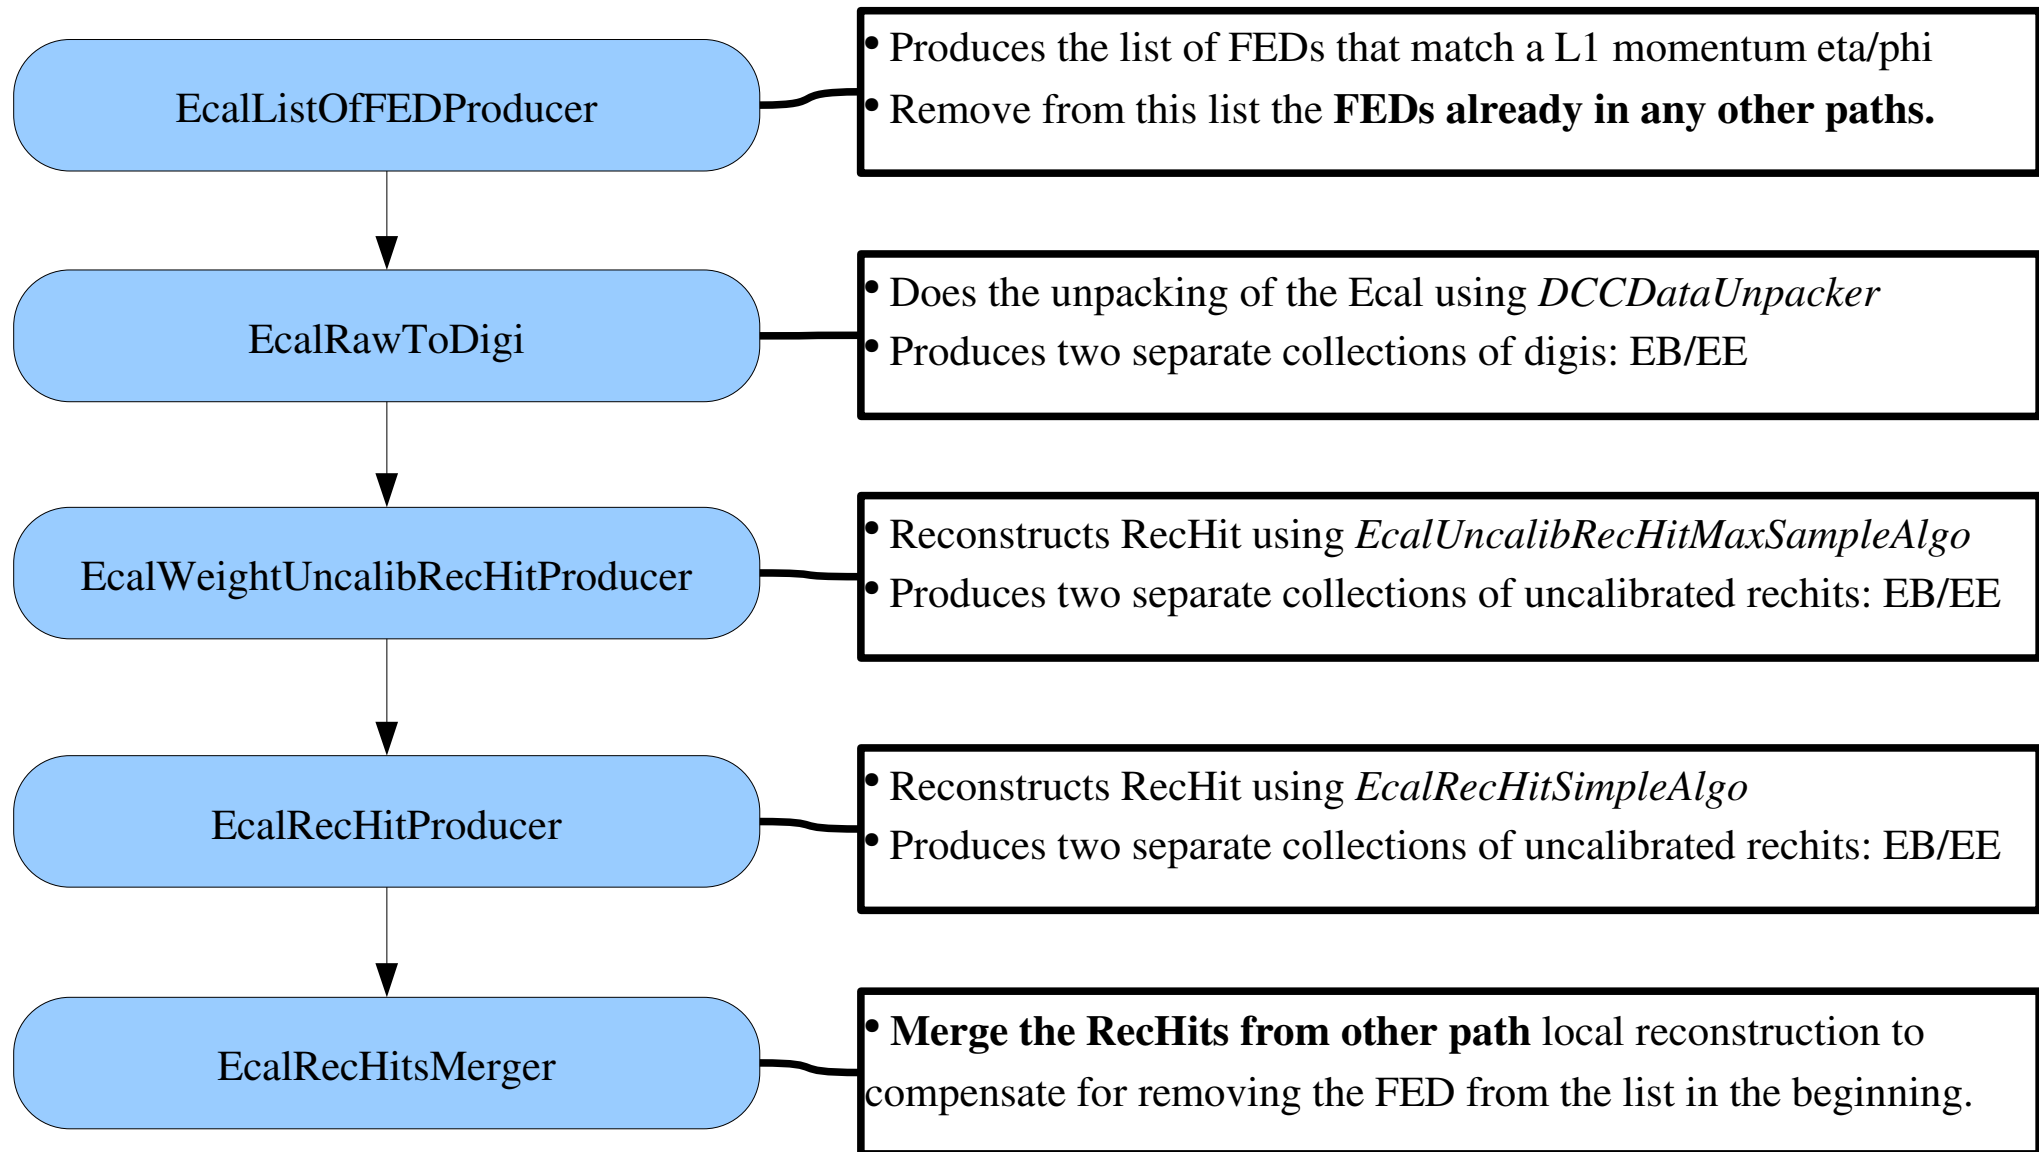 EcalListOfFEDProducer
• Produces the list of FEDs that match a L1 momentum eta/phi
• Remove from this list the FEDs already in any other paths.
EcalRawToDigi
• Does the unpacking of the Ecal using DCCDataUnpacker
• Produces two separate collections of digis: EB/EE
EcalWeightUncalibRecHitProducer
• Reconstructs RecHit using EcalUncalibRecHitMaxSampleAlgo
• Produces two separate collections of uncalibrated rechits: EB/EE
EcalRecHitProducer
• Reconstructs RecHit using EcalRecHitSimpleAlgo
• Produces two separate collections of uncalibrated rechits: EB/EE
EcalRecHitsMerger
• Merge the RecHits from other path local reconstruction to
compensate for removing the FED from the list in the beginning.